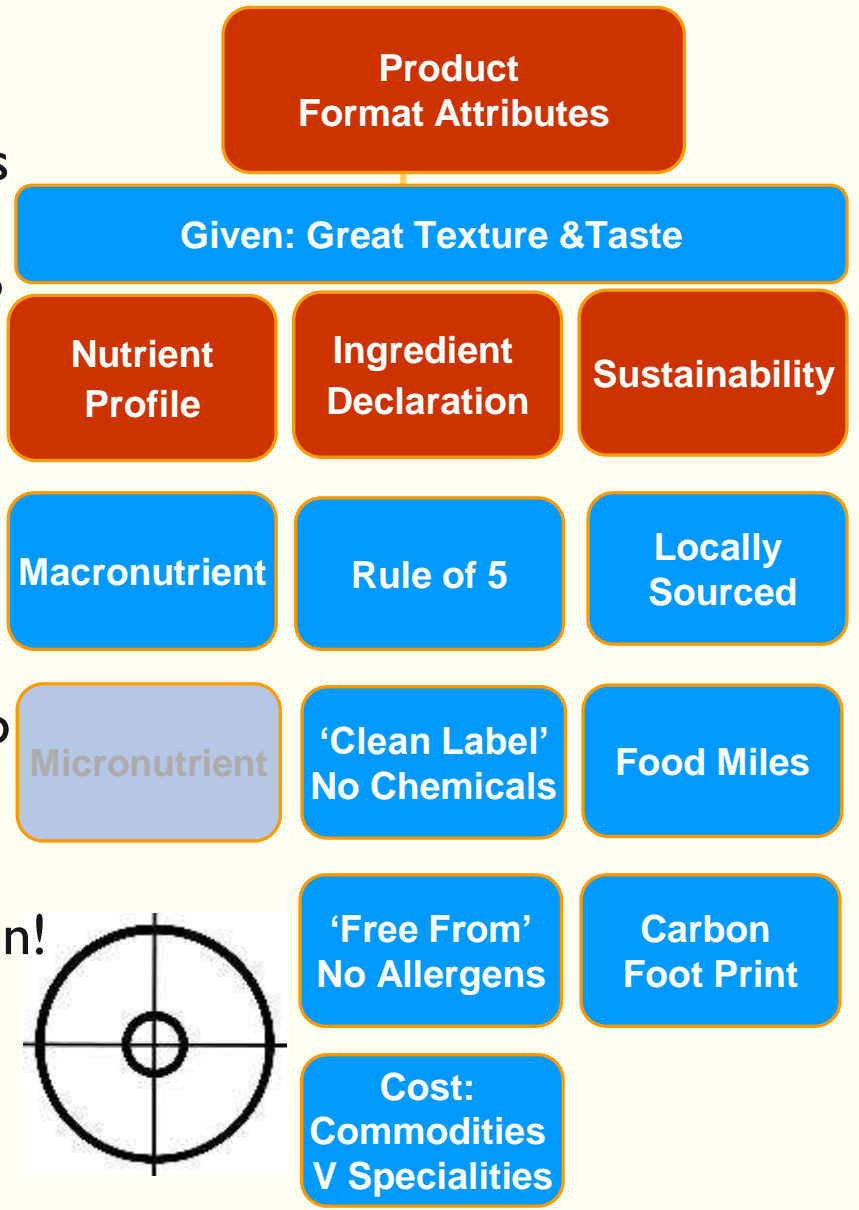 Product
Format Attributes
s
Given: Great Texture &Taste
Nutrient
Profile
Ingredient
Declaration
Sustainability
Macronutrient
Rule of 5
Locally
Sourced
Micronutrient
‘Clean Label’
No Chemicals
Food Miles
n!
‘Free From’
No Allergens
Carbon
Foot Print
Cost:
Commodities
V Specialities